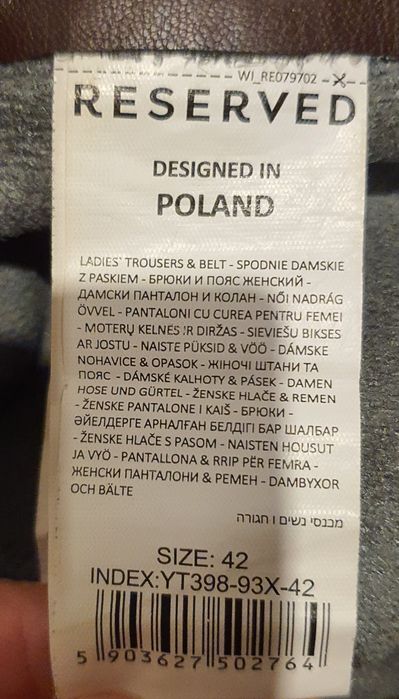 WI_RE079702
RESERVED
DESIGNED IN
POLAND
LADIES' TROUSERS & BELT - SPODNIE DAMSKIE
Z PASKIEM - БРЮКИ И ПОЯС ЖЕНСКИЙ -
ДАМСКИ ПАНТАЛОН И КОЛАН - NŐI NADRÁG
ÖVVEL - PANTALONI CU CUREA PENTRU FEMEI
- MOTERŲ KELNĖS IR DIRŽAS - SIEVIEŠU BIKSES
AR JOSTU - NAISTE PÜKSID & VÖÖ - DÁMSKE
NOHAVICE & OPASOK - ЖІНОЧІ ШТАНИ ТА
ПОЯС - DÁMSKÉ KALHOTY & PÁSEK - DAMEN
HOSE UND GÜRTEL - ŽENSKE HLAČE & REMEN
- ŽENSKE PANTALONE I KAIŠ - БРЮКИ -
ӘЙЕЛДЕРГЕ АРНАЛҒАН БЕЛДІГІ БАР ШАЛБАР
- ŽENSKE HLAČE S PASOM - NAISTEN HOUSUT
JA VYÖ - PANTALLONA & RRIP PËR FEMRA -
ЖЕНСКИ ПАНТАЛОНИ & РЕМЕН - DAMBYXOR
OCH BÄLTE
מכנסי נשים ו חגורה
SIZE: 42
INDEX:YT398-93X-42
5 903627 502764